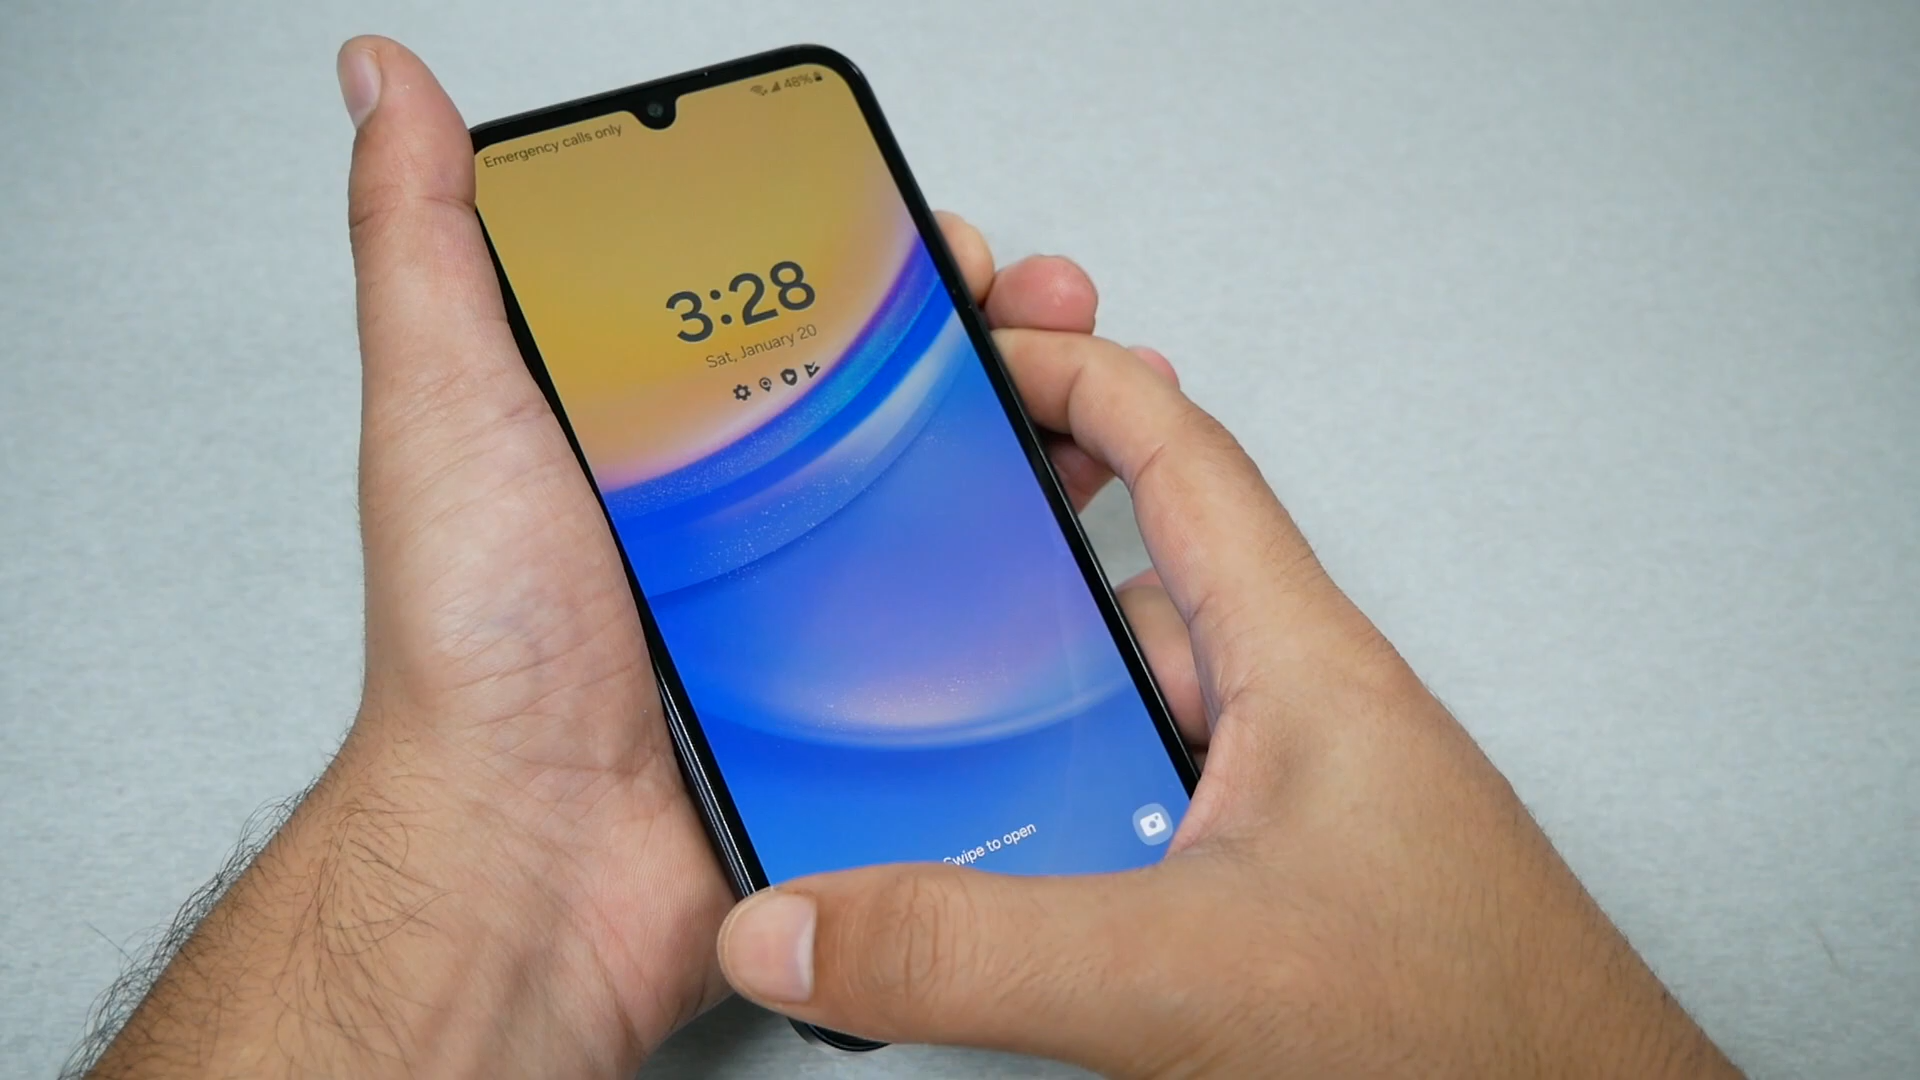 Emergency calls only
48%
3:28
Sat, January 20
Swipe to open